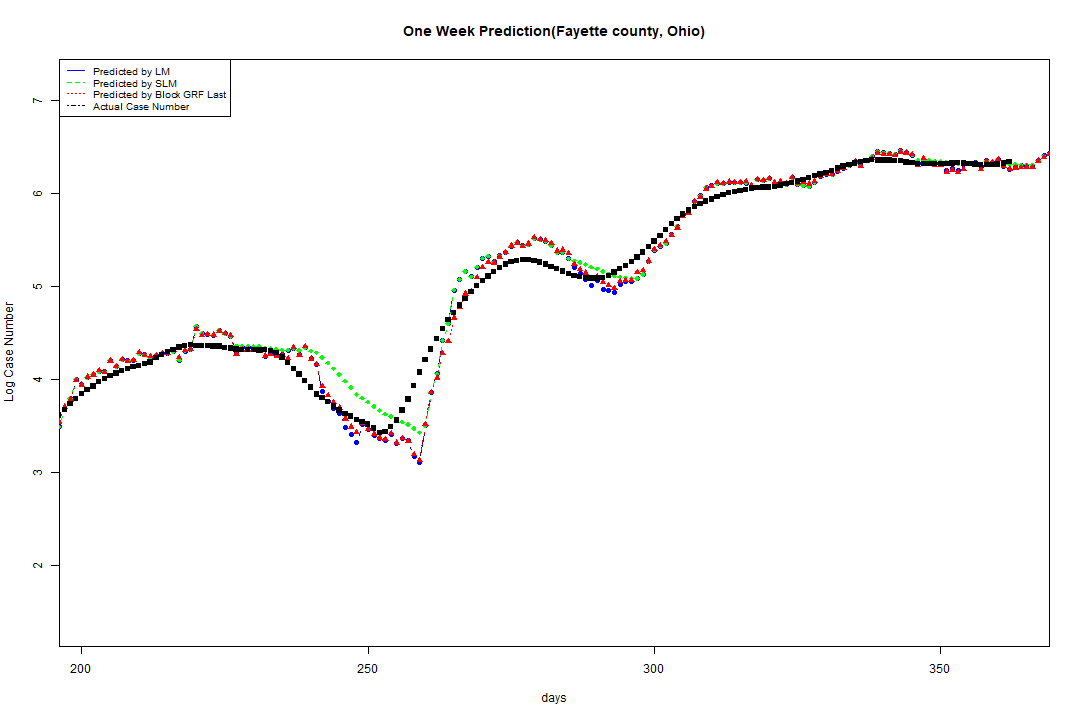 One Week Prediction(Fayette county, Ohio)
Predicted by LM
Predicted by SLM
Predicted by Block GRF Last
Actual Case Number
7
6
5
4
3
2
Log Case Number
200 250 300 350
days